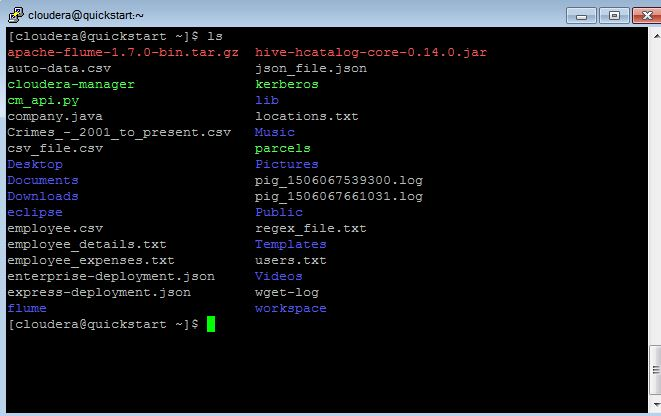 cloudera@quickstart:~
[cloudera@quickstart ~]$ ls
apache-flume-1.7.0-bin.tar.gz  hive-hcatalog-core-0.14.0.jar
auto-data.csv                  json_file.json
cloudera-manager               kerberos
cm_api.py                      lib
company.java                   locations.txt
Crimes_-_2001_to_present.csv   Music
csv_file.csv                   parcels
Desktop                        Pictures
Documents                      pig_1506067539300.log
Downloads                      pig_1506067661031.log
eclipse                        Public
employee.csv                   regex_file.txt
employee_details.txt           Templates
employee_expenses.txt          users.txt
enterprise-deployment.json     Videos
express-deployment.json        wget-log
flume                          workspace
[cloudera@quickstart ~]$